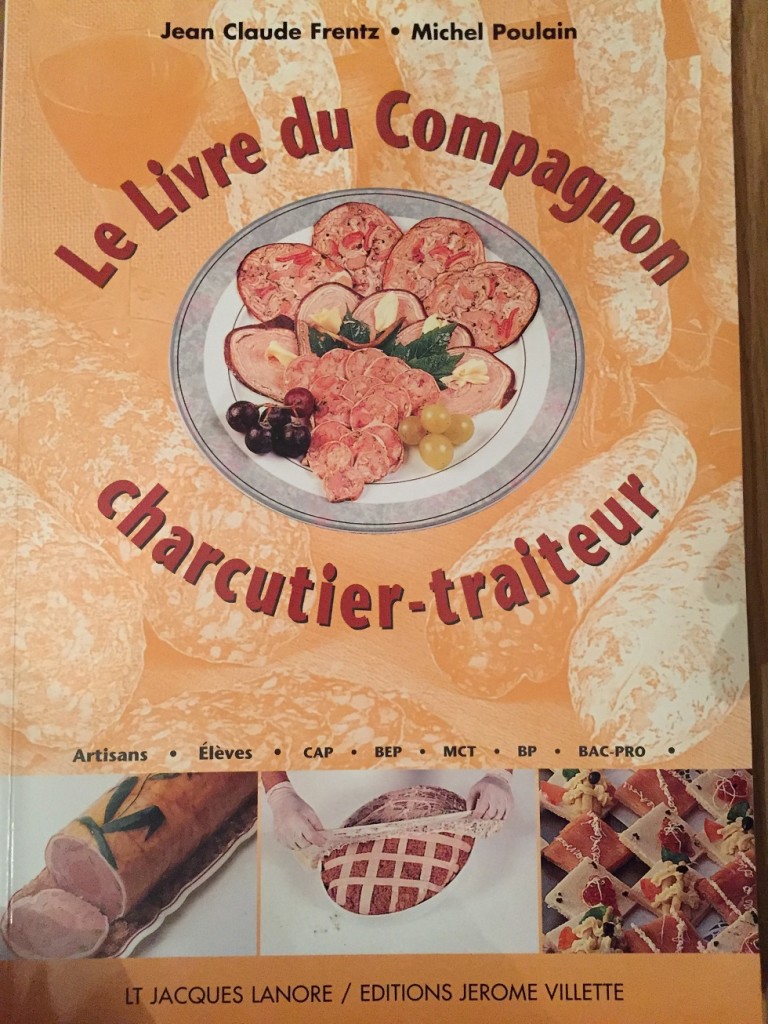 Jean Claude Frentz • Michel Poulain
Le Livre du Compagnon
charcutier-traiteur
Artisans • Élèves • CAP • BEP • MCT • BP • BAC-PRO •
LT JACQUES LANORE / EDITIONS JEROME VILLETTE